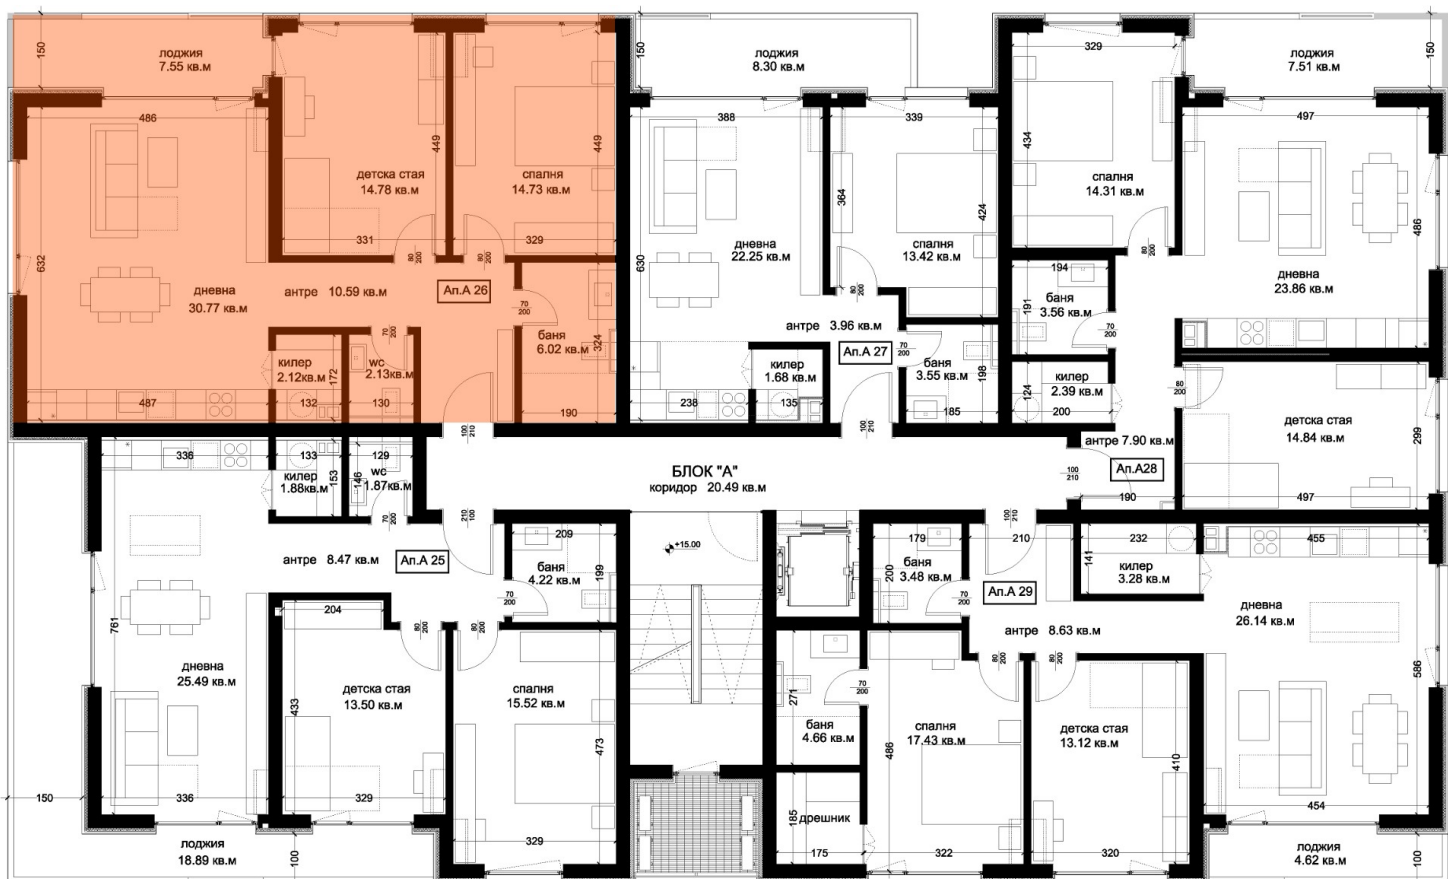 150
лоджия
7.55 кв.м
486
детска стая
14.78 кв.м
449
331
спалня
14.73 кв.м
449
329
632
дневна
30.77 кв.м
антре 10.59 кв.м
80
200
80
200
Ап.А 26
70
200
баня
6.02 кв.м
324
190
килер
2.12кв.м
172
132
70
200
wc
2.13кв.м
130
487
100
210
150
лоджия
8.30 кв.м
388
339
364
424
630
дневна
22.25 кв.м
спалня
13.42 кв.м
80
200
антре 3.96 кв.м
Ап.А 27
70
200
баня
3.55 кв.м
198
185
килер
1.68 кв.м
238
135
100
210
329
434
спалня
14.31 кв.м
лоджия
7.51 кв.м
150
497
486
дневна
23.86 кв.м
80
200
194
191
баня
3.56 кв.м
70
200
килер
2.39 кв.м
124
200
80
200
детска стая
14.84 кв.м
299
497
антре 7.90 кв.м
Ап.А28
100
210
190
БЛОК "А"
коридор 20.49 кв.м
336
133
килер
1.88кв.м
153
129
wc
1.87кв.м
146
70
200
210
100
антре 8.47 кв.м
Ап.А 25
209
баня
4.22 кв.м
199
70
200
204
80
200
80
200
761
дневна
25.49 кв.м
433
детска стая
13.50 кв.м
спалня
15.52 кв.м
473
150
336
329
329
лоджия
18.89 кв.м
100
+15.00
179
баня
3.48 кв.м
200
70
200
100
210
210
Ап.А 29
антре 8.63 кв.м
232
141
килер
3.28 кв.м
455
дневна
26.14 кв.м
586
80
200
80
200
271
баня
4.66 кв.м
70
200
спалня
17.43 кв.м
486
детска стая
13.12 кв.м
410
185
дрешник
175
322
320
454
лоджия
4.62 кв.м
100